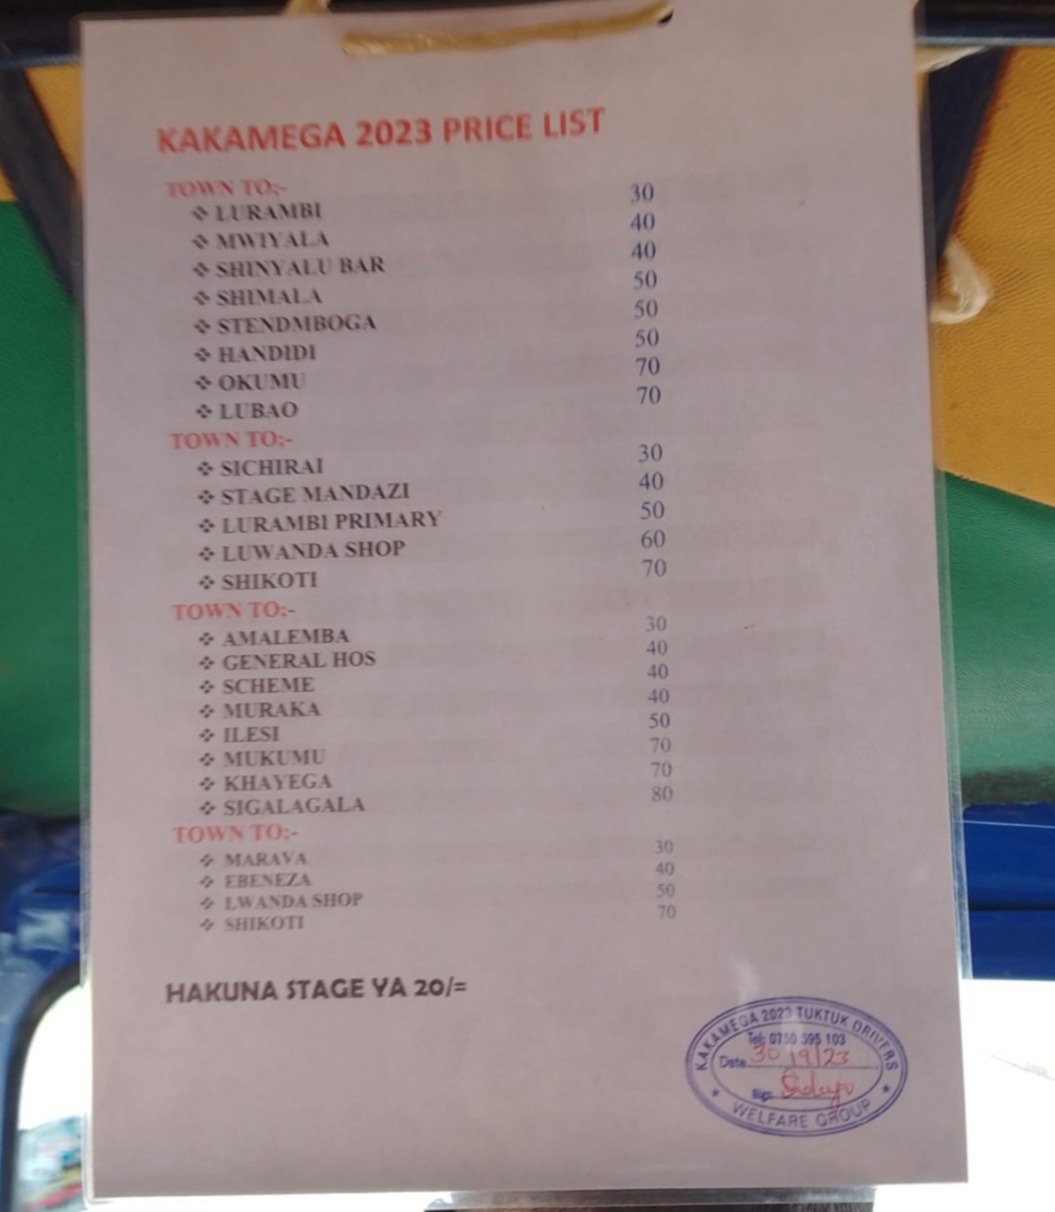 KAKAMEGA 2023 PRICE LIST
TOWN TO;-
❖ LURAMBI 30
❖ MWIYALA 40
❖ SHINYALU BAR 40
❖ SHIMALA 50
❖ STENDMBOGA 50
❖ HANDIDI 50
❖ OKUMU 70
❖ LUBAO 70
TOWN TO;-
❖ SICHIRAI 30
❖ STAGE MANDAZI 40
❖ LURAMBI PRIMARY 50
❖ LUWANDA SHOP 60
❖ SHIKOTI 70
TOWN TO;-
❖ AMALEMBA 30
❖ GENERAL HOS 40
❖ SCHEME 40
❖ MURAKA 40
❖ ILESI 50
❖ MUKUMU 70
❖ KHAYEGA 70
❖ SIGALAGALA 80
TOWN TO;-
❖ MARAVA 30
❖ EBENEZA 40
❖ LWANDA SHOP 50
❖ SHIKOTI 70
HAKUNA STAGE YA 20/=
KAKAMEGA 2023 TUKTUK DRIVERS
Tel: 0750 103
Date 30/9/23
WELFARE GROUP